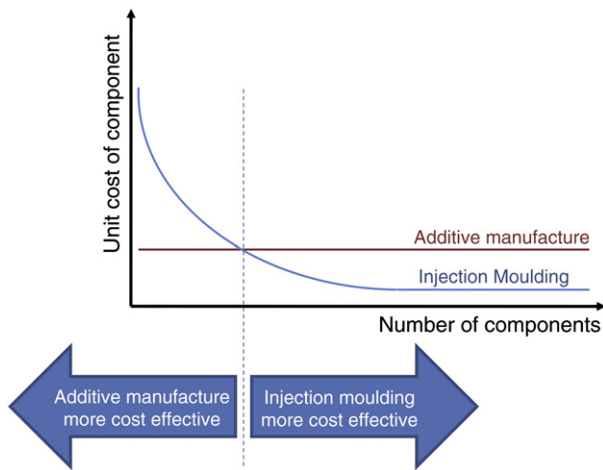 Unit cost of component
Additive manufacture
Injection Moulding
Number of components
Additive manufacture
more cost effective
Injection moulding
more cost effective